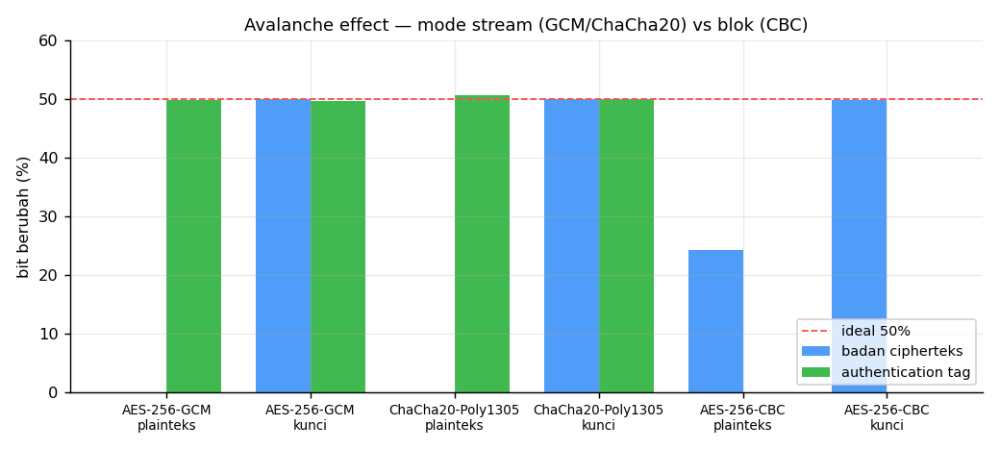 Avalanche effect — mode stream (GCM/ChaCha20) vs blok (CBC)
bit berubah (%)
60
50
40
30
20
10
0
ideal 50%
badan cipherteks
authentication tag
AES-256-GCM
plainteks
AES-256-GCM
kunci
ChaCha20-Poly1305
plainteks
ChaCha20-Poly1305
kunci
AES-256-CBC
plainteks
AES-256-CBC
kunci